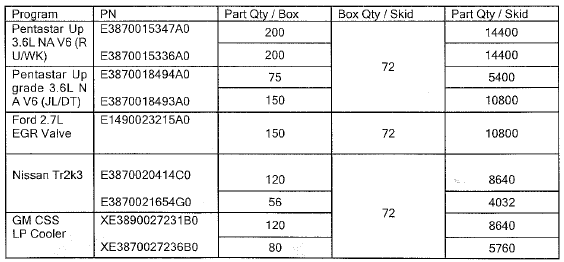 Program PN Part Qty / Box Box Qty / Skid Part Qty / Skid
Pentastar Up E3870015347A0 200 14400
3.6L NA V6 (R
U/WK) E3870015336A0 200 14400
72
Pentastar Up E3870018494A0 75 5400
grade 3.6L N
A V6 (JL/DT) E3870018493A0 150 10800
Ford 2.7L E1490023215A0
EGR Valve 150 72 10800
Nissan Tr2k3 E3870020414C0 120 8640
E3870021654G0 56 4032
72
GM CSS XE3890027231B0 120 8640
LP Cooler
XE3870027236B0 80 5760